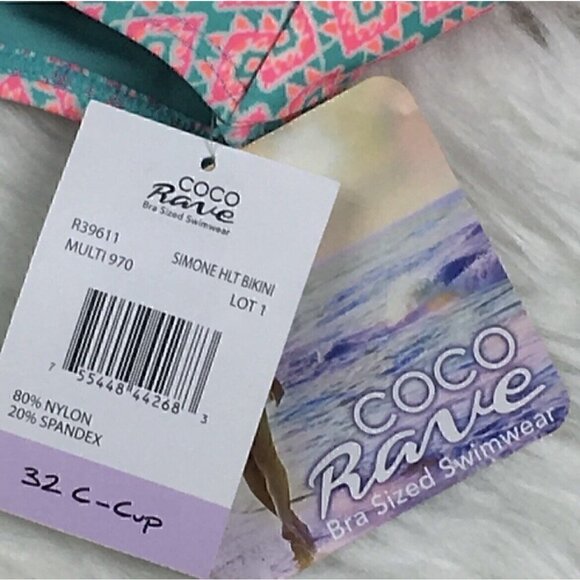 COCO
Rave
Bra Sized Swimwear
R39611
MULTI 970
SIMONE HLT BIKINI
LOT 1
7 55448 44268 3
80% NYLON
20% SPANDEX
32 C-Cup
COCO
Rave
Bra Sized Swimwear